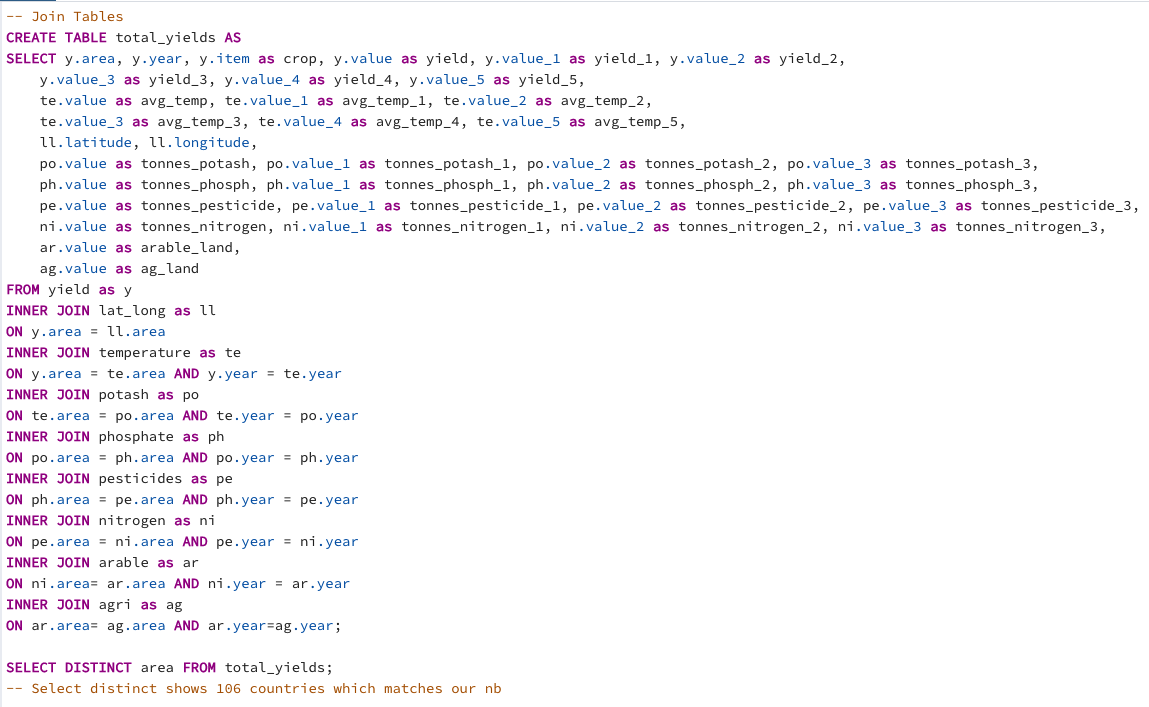 -- Join Tables
CREATE TABLE total_yields AS
SELECT y.area, y.year, y.item as crop, y.value as yield, y.value_1 as yield_1, y.value_2 as yield_2,
    y.value_3 as yield_3, y.value_4 as yield_4, y.value_5 as yield_5,
    te.value as avg_temp, te.value_1 as avg_temp_1, te.value_2 as avg_temp_2,
    te.value_3 as avg_temp_3, te.value_4 as avg_temp_4, te.value_5 as avg_temp_5,
    ll.latitude, ll.longitude,
    po.value as tonnes_potash, po.value_1 as tonnes_potash_1, po.value_2 as tonnes_potash_2, po.value_3 as tonnes_potash_3,
    ph.value as tonnes_phosph, ph.value_1 as tonnes_phosph_1, ph.value_2 as tonnes_phosph_2, ph.value_3 as tonnes_phosph_3,
    pe.value as tonnes_pesticide, pe.value_1 as tonnes_pesticide_1, pe.value_2 as tonnes_pesticide_2, pe.value_3 as tonnes_pesticide_3,
    ni.value as tonnes_nitrogen, ni.value_1 as tonnes_nitrogen_1, ni.value_2 as tonnes_nitrogen_2, ni.value_3 as tonnes_nitrogen_3,
    ar.value as arable_land,
    ag.value as ag_land
FROM yield as y
INNER JOIN lat_long as ll
ON y.area = ll.area
INNER JOIN temperature as te
ON y.area = te.area AND y.year = te.year
INNER JOIN potash as po
ON te.area = po.area AND te.year = po.year
INNER JOIN phosphate as ph
ON po.area = ph.area AND po.year = ph.year
INNER JOIN pesticides as pe
ON ph.area = pe.area AND ph.year = pe.year
INNER JOIN nitrogen as ni
ON pe.area = ni.area AND pe.year = ni.year
INNER JOIN arable as ar
ON ni.area= ar.area AND ni.year = ar.year
INNER JOIN agri as ag
ON ar.area= ag.area AND ar.year=ag.year;

SELECT DISTINCT area FROM total_yields;
-- Select distinct shows 106 countries which matches our nb